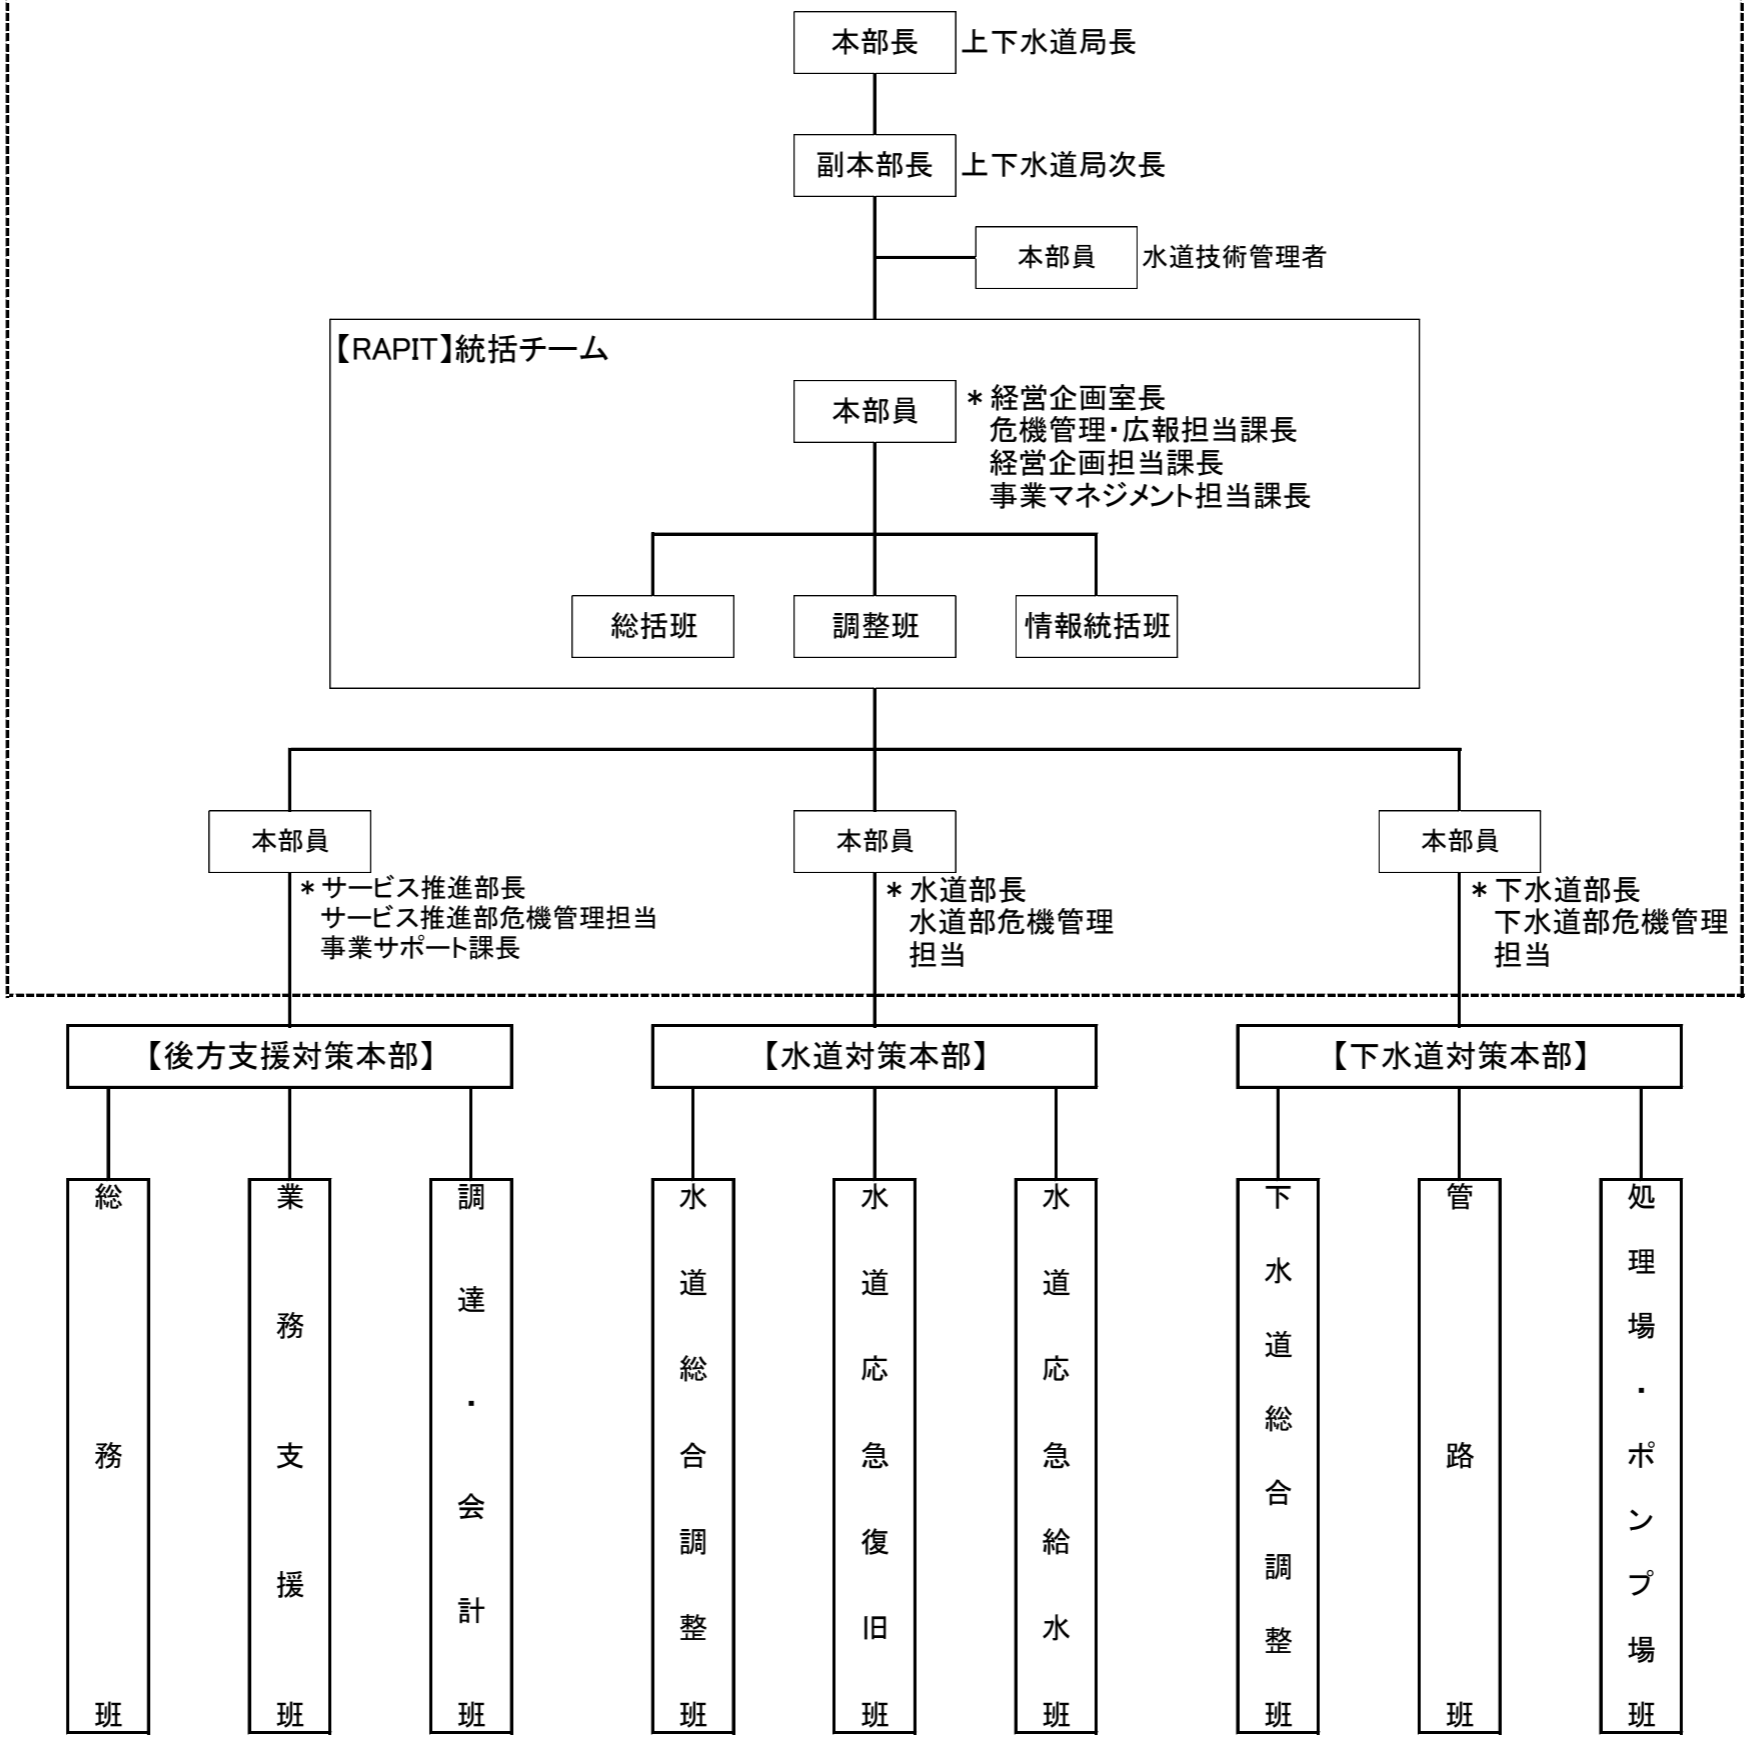 本部長 上下水道局長
副本部長 上下水道局次長
本部員 水道技術管理者
【RAPIT】統括チーム
本部員
＊経営企画室長
危機管理・広報担当課長
経営企画担当課長
事業マネジメント担当課長
総括班
調整班
情報統括班
本部員
＊サービス推進部長
サービス推進部危機管理担当
事業サポート課長
本部員
＊水道部長
水道部危機管理
担当
本部員
＊下水道部長
下水道部危機管理
担当
【後方支援対策本部】
【水道対策本部】
【下水道対策本部】
総務班
業務支援班
調達・会計班
水道総合調整班
水道応急復旧班
水道応急給水班
下水道総合調整班
管路班
処理場・ポンプ場班